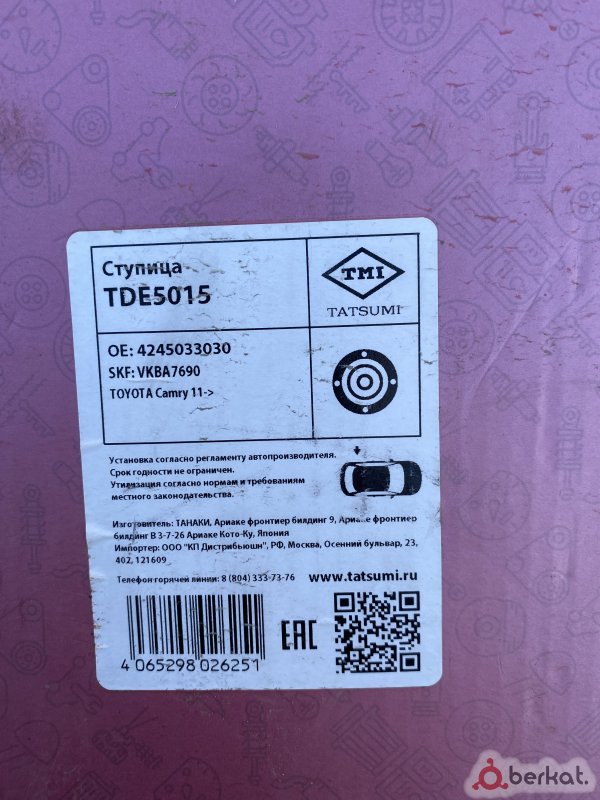 Ступица
TDE5015
TMI
TATSUMI
OE: 4245033030
SKF: VKBA7690
TOYOTA Camry 11->
Установка согласно регламенту автопроизводителя.
Срок годности не ограничен.
Утилизация согласно нормам и требованиям
местного законодательства.
Изготовитель: ТАНАКИ, Ариаке фронтиер билдинг 9, Ариаке фронтиер
билдинг В 3-7-26 Ариаке Кото-Ку, Япония
Импортер: ООО "КП Дистрибьюшн", РФ, Москва, Осенний бульвар, 23,
402, 121609
Телефон горячей линии: 8 (804) 333-73-76 www.tatsumi.ru
4 065298 026251
EAC
berkat.